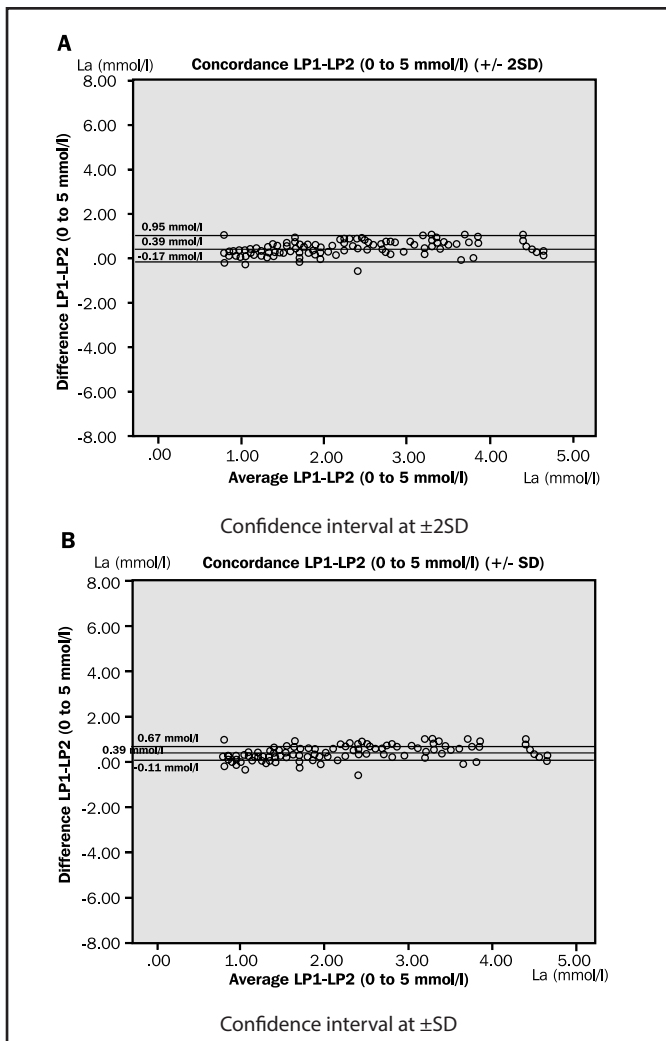 A
La (mmol/l)
Concordance LP1-LP2 (0 to 5 mmol/l) (+/- 2SD)
8.00
6.00
4.00
2.00
.00
-2.00
-4.00
-6.00
-8.00
Difference LP1-LP2 (0 to 5 mmol/l)
0.95 mmol/l
0.39 mmol/l
-0.17 mmol/l
.00 1.00 2.00 3.00 4.00 5.00
Average LP1-LP2 (0 to 5 mmol/l) La (mmol/l)
Confidence interval at ±2SD
B
La (mmol/l)
Concordance LP1-LP2 (0 to 5 mmol/l) (+/- SD)
8.00
6.00
4.00
2.00
.00
-2.00
-4.00
-6.00
-8.00
Difference LP1-LP2 (0 to 5 mmol/l)
0.67 mmol/l
0.39 mmol/l
-0.11 mmol/l
.00 1.00 2.00 3.00 4.00 5.00
Average LP1-LP2 (0 to 5 mmol/l) La (mmol/l)
Confidence interval at ±SD